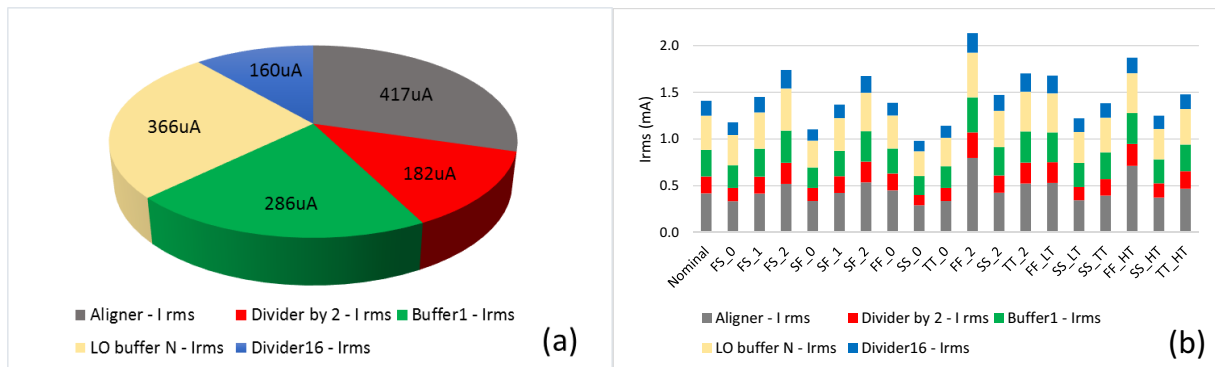 160uA
417uA
366uA
182uA
286uA
Aligner - I rms
Divider by 2 - I rms
Buffer1 - Irms
LO buffer N - Irms
Divider16 - Irms
(a)
Irms (mA)
2.0
1.5
1.0
0.5
0.0
Nominal
FS_0
FS_1
FS_2
SF_0
SF_1
SF_2
FF_0
SS_0
TT_0
FF_2
SS_2
TT_2
FF_LT
SS_LT
SS_TT
FF_HT
SS_HT
TT_HT
Aligner - I rms
Divider by 2 - I rms
Buffer1 - Irms
LO buffer N - Irms
Divider16 - Irms
(b)